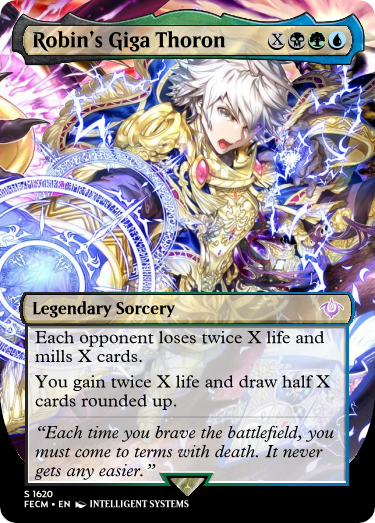 Robin's Giga Thoron X
Legendary Sorcery
Each opponent loses twice X life and
mills X cards.
You gain twice X life and draw half X
cards rounded up.
“Each time you brave the battlefield, you
must come to terms with death. It never
gets any easier.”
S 1620
FECM • EN INTELLIGENT SYSTEMS